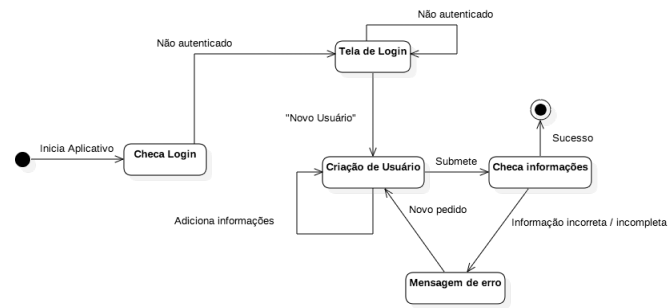 Não autenticado
Não autenticado
Tela de Login
"Novo Usuário"
Sucesso
Inicia Aplicativo
Checa Login
Criação de Usuário
Submete
Checa informações
Adiciona informações
Novo pedido
Informação incorreta / incompleta
Mensagem de erro